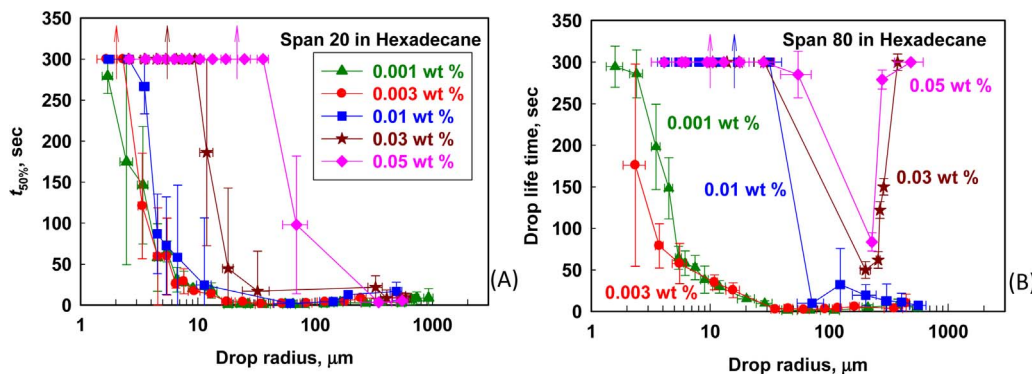 350
300
250
200
150
100
50
0
1
10
100
1000
t50%, sec
Drop radius, μm
Span 20 in Hexadecane
0.001 wt %
0.003 wt %
0.01 wt %
0.03 wt %
0.05 wt %
(A)
350
300
250
200
150
100
50
0
1
10
100
1000
Drop life time, sec
Drop radius, μm
Span 80 in Hexadecane
0.05 wt %
0.001 wt %
0.03 wt %
0.01 wt %
0.003 wt %
(B)